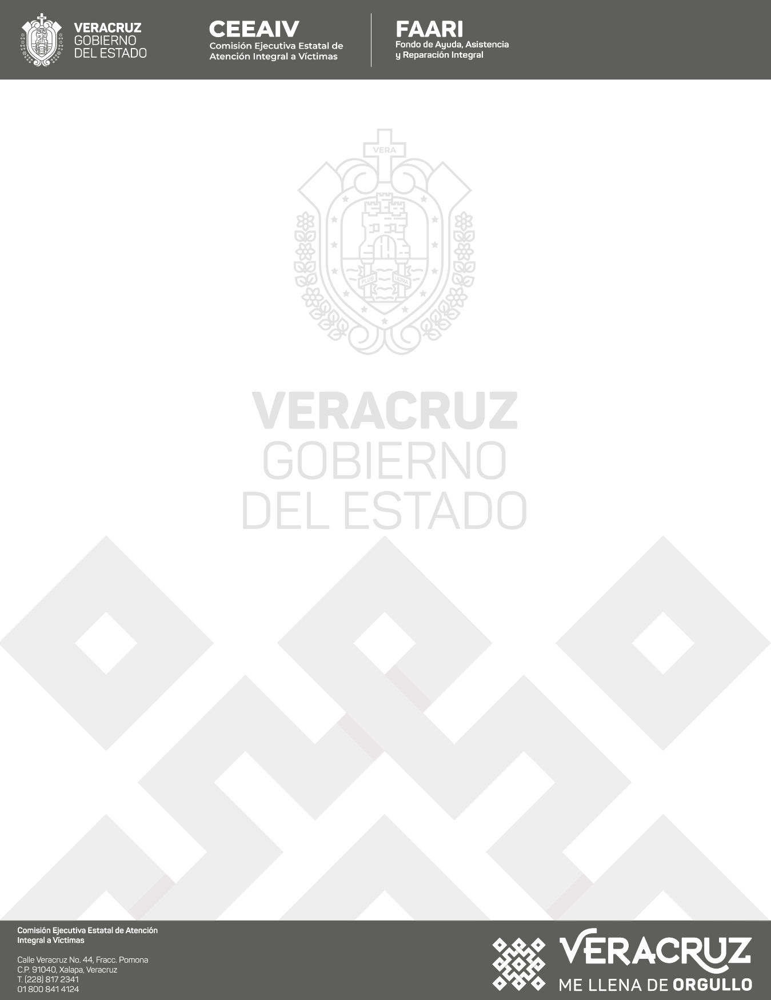 VERACRUZ
GOBIERNO
DEL ESTADO
CEEAIV
Comisión Ejecutiva Estatal de
Atención Integral a Víctimas
FAARI
Fondo de Ayuda, Asistencia
y Reparación Integral
VERA
PLUS
ULTRA
VERACRUZ
GOBIERNO
DEL ESTADO
Comisión Ejecutiva Estatal de Atención
Integral a Víctimas
Calle Veracruz No. 44, Fracc. Pomona
C.P. 91040, Xalapa, Veracruz
T. (228) 817 2341
01 800 841 4124
VERACRUZ
ME LLENA DE ORGULLO